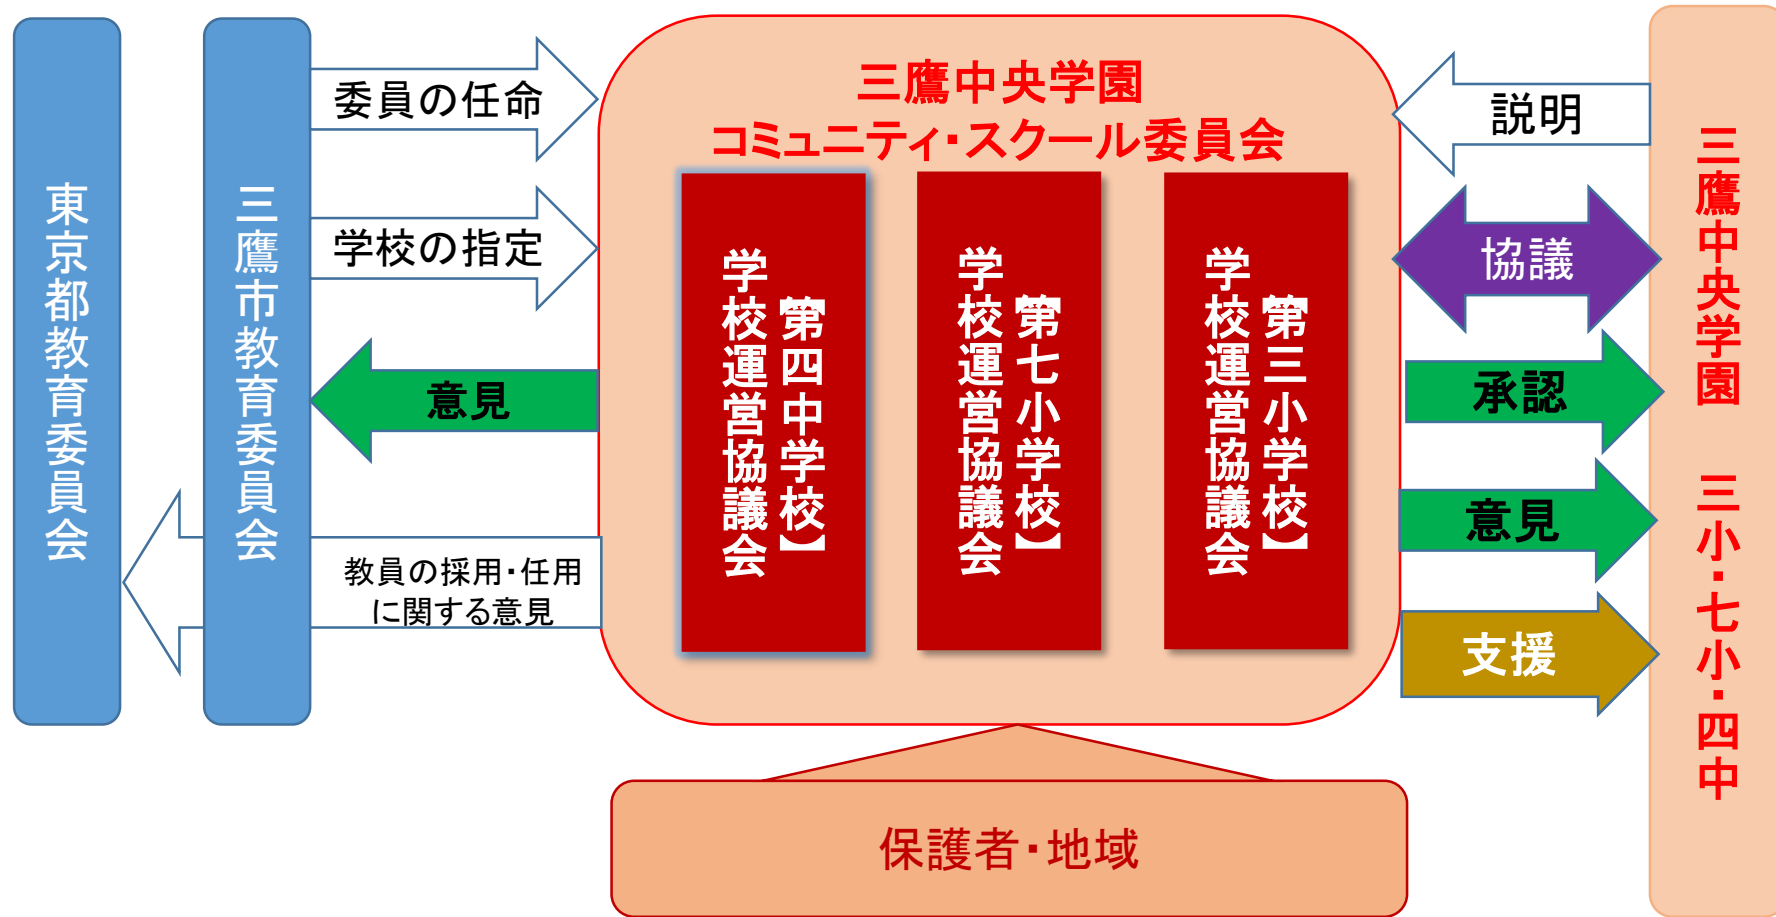 東京都教育委員会
三鷹市教育委員会
委員の任命
学校の指定
意見
教員の採用・任用
に関する意見
三鷹中央学園
コミュニティ・スクール委員会
【第四中学校】
学校運営協議会
【第七小学校】
学校運営協議会
【第三小学校】
学校運営協議会
説明
協議
承認
意見
支援
三鷹中央学園　三小・七小・四中
保護者・地域